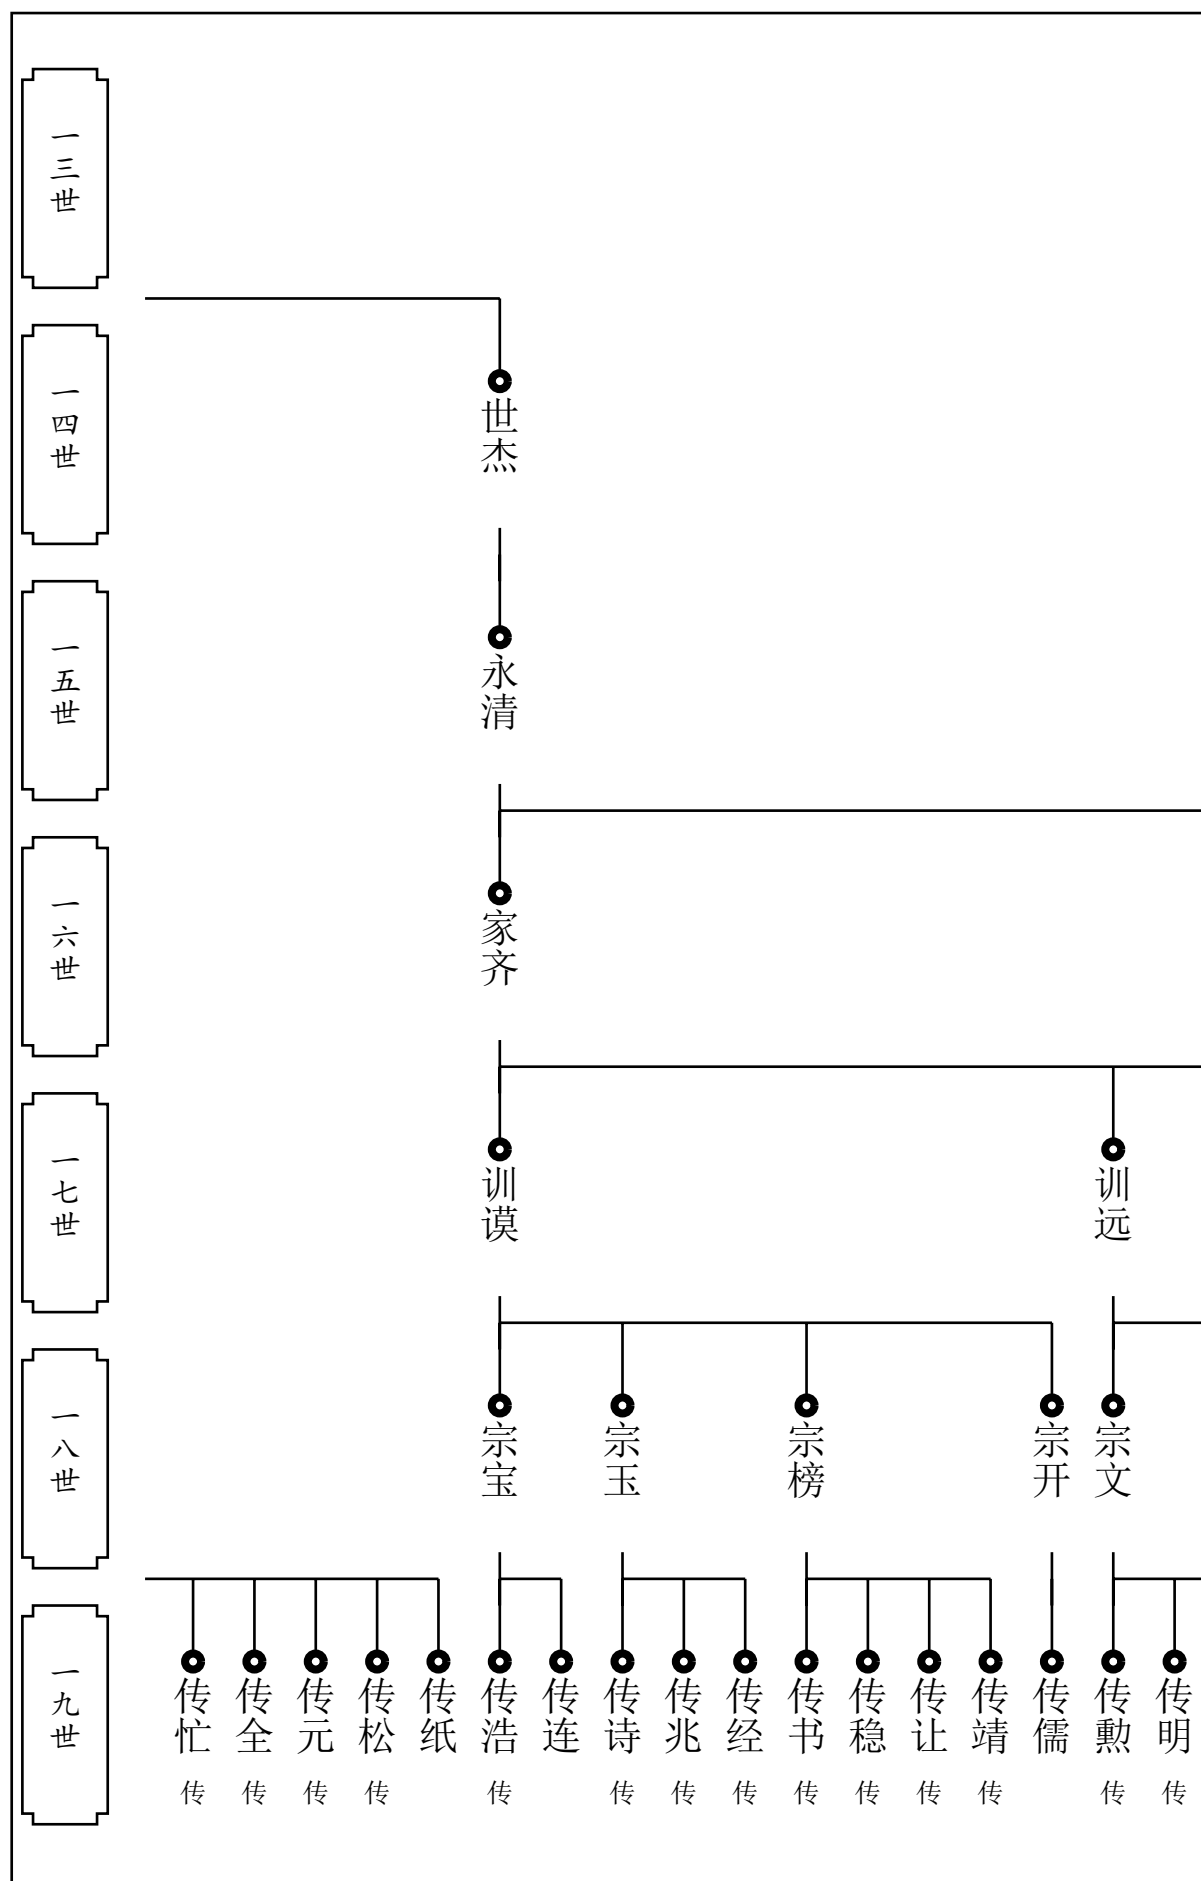 一三世
一四世
世杰
一五世
永清
一六世
家齐
一七世
训谟
训远
一八世
宗宝
宗玉
宗榜
宗开
宗文
一九世
传忙
传全
传元
传松
传纸
传浩
传连
传诗
传兆
传经
传书
传稳
传让
传靖
传儒
传勲
传明
传
传
传
传
传
传
传
传
传
传
传
传
传
传